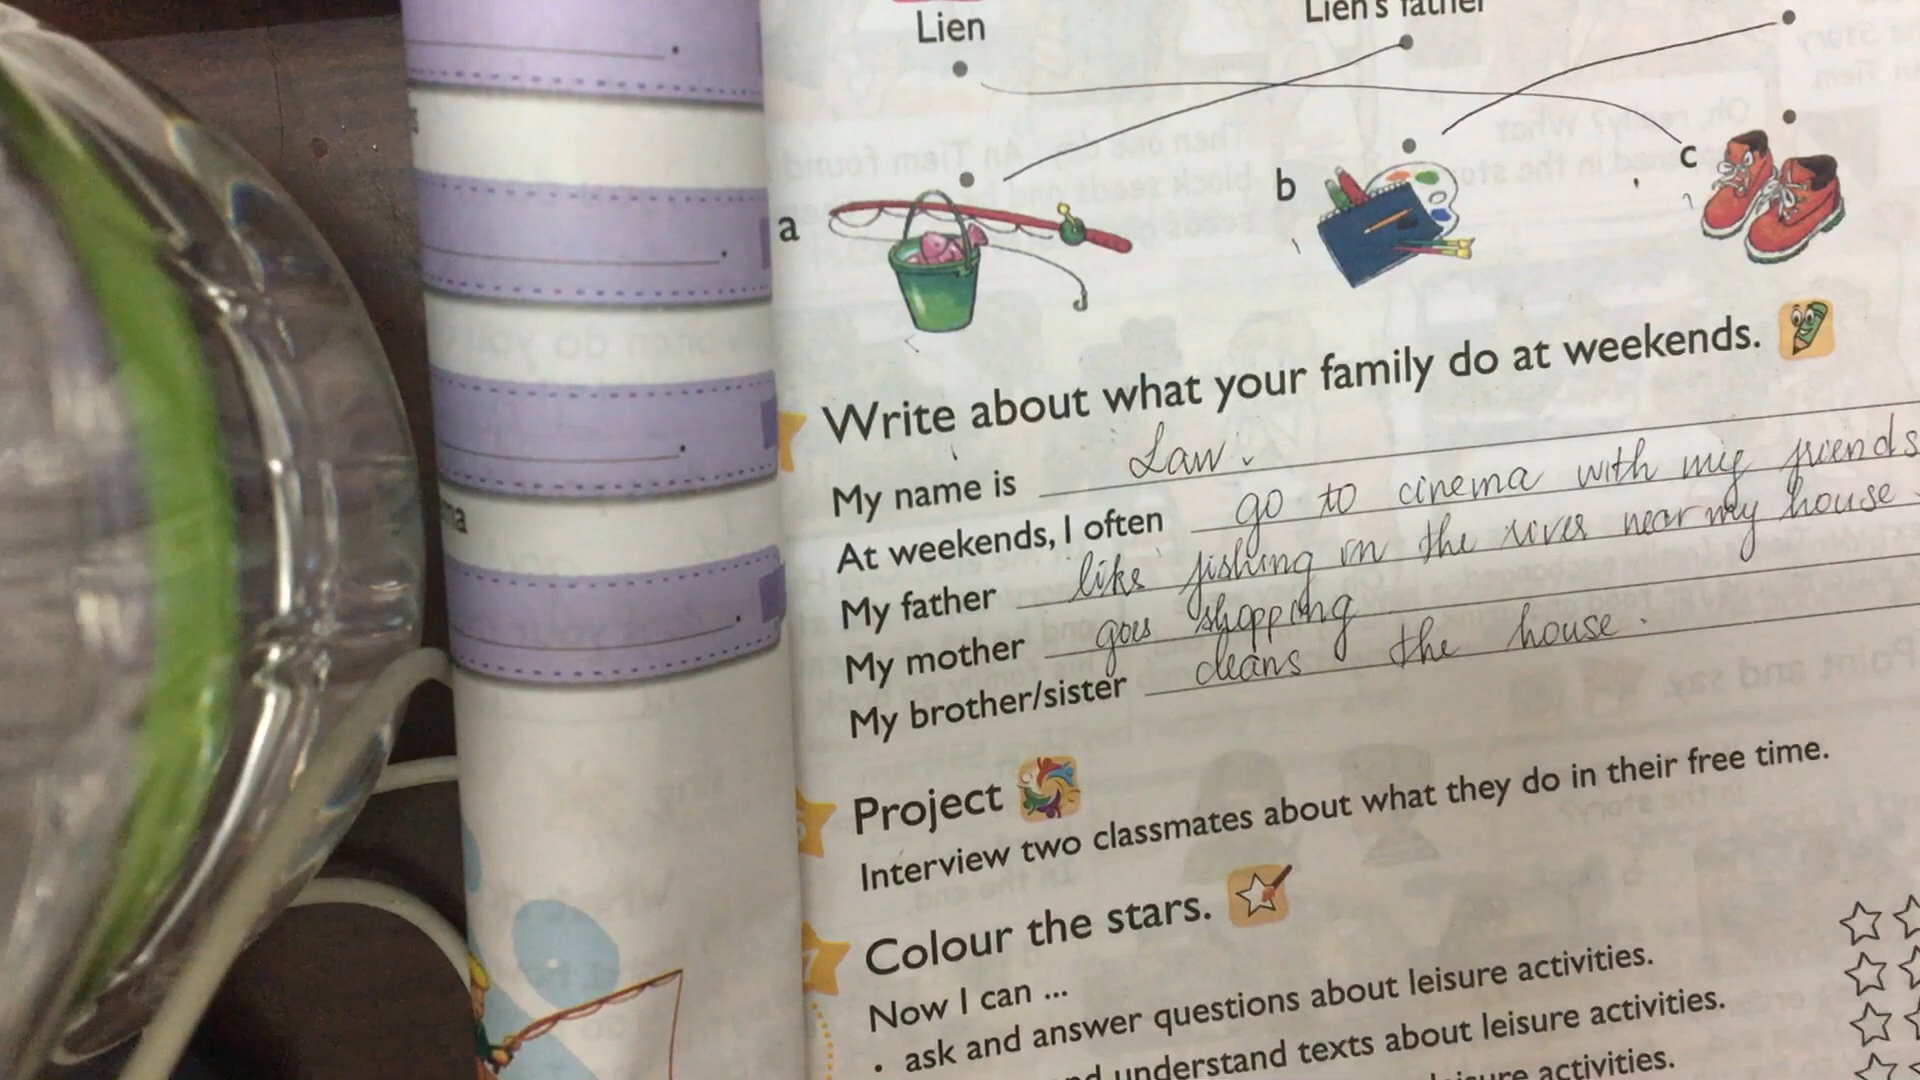 Lien
Lien's father
a
b
c
Write about what your family do at weekends.
My name is Law.
At weekends, I often go to cinema with my friends
My father like fishing in the river near my house.
My mother goes shopping
My brother/sister cleans the house.
Project
Interview two classmates about what they do in their free time.
Colour the stars.
Now I can ...
• ask and answer questions about leisure activities.
understand texts about leisure activities.
activities.